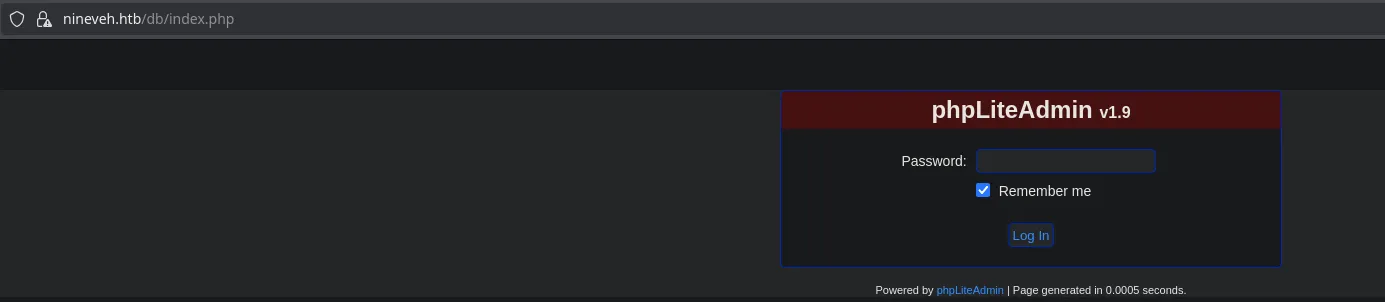 nineveh.htb/db/index.php
phpLiteAdmin v1.9
Password:
Remember me
Log In
Powered by phpLiteAdmin | Page generated in 0.0005 seconds.